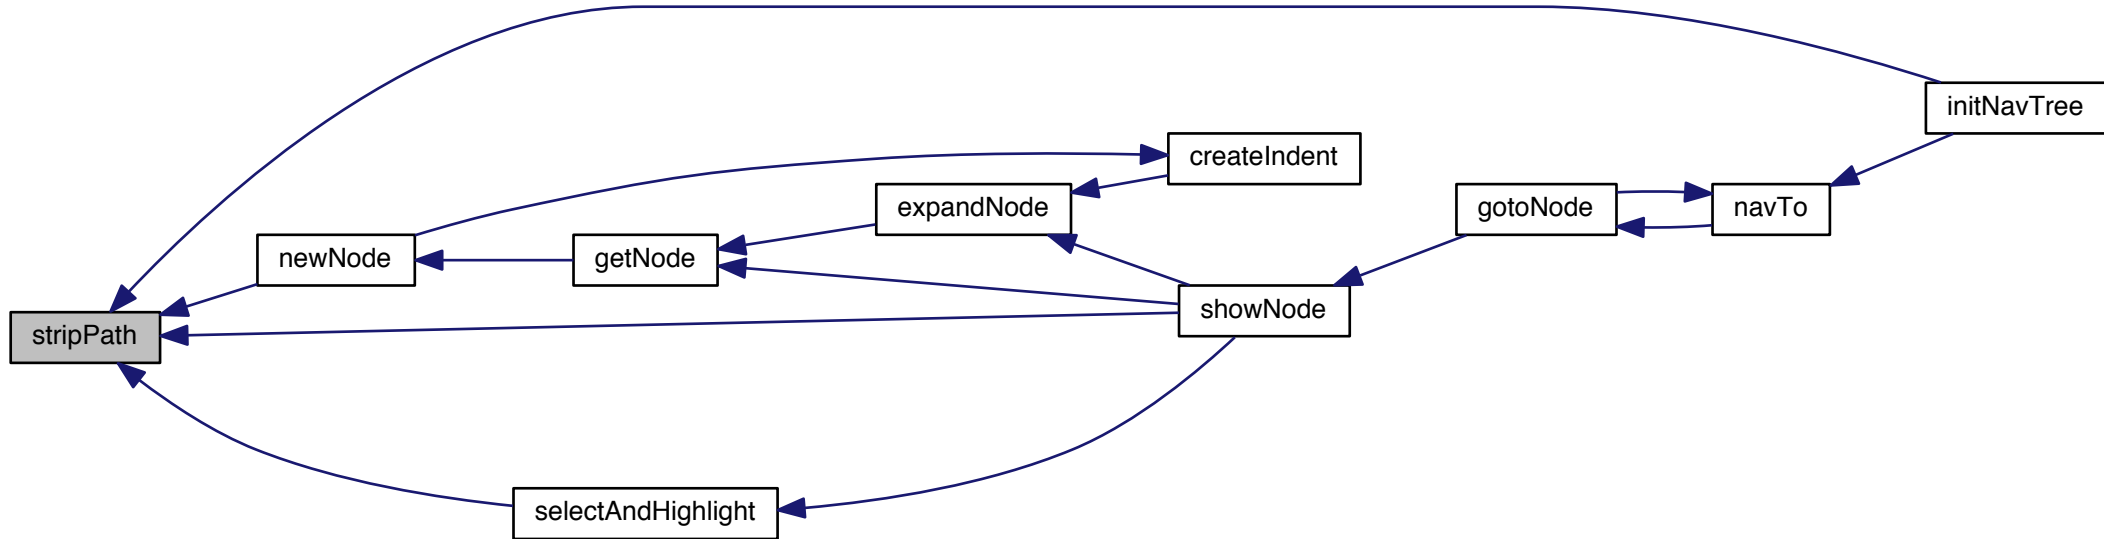 initNavTree
createIndent
expandNode
gotoNode
navTo
newNode
getNode
showNode
stripPath
selectAndHighlight